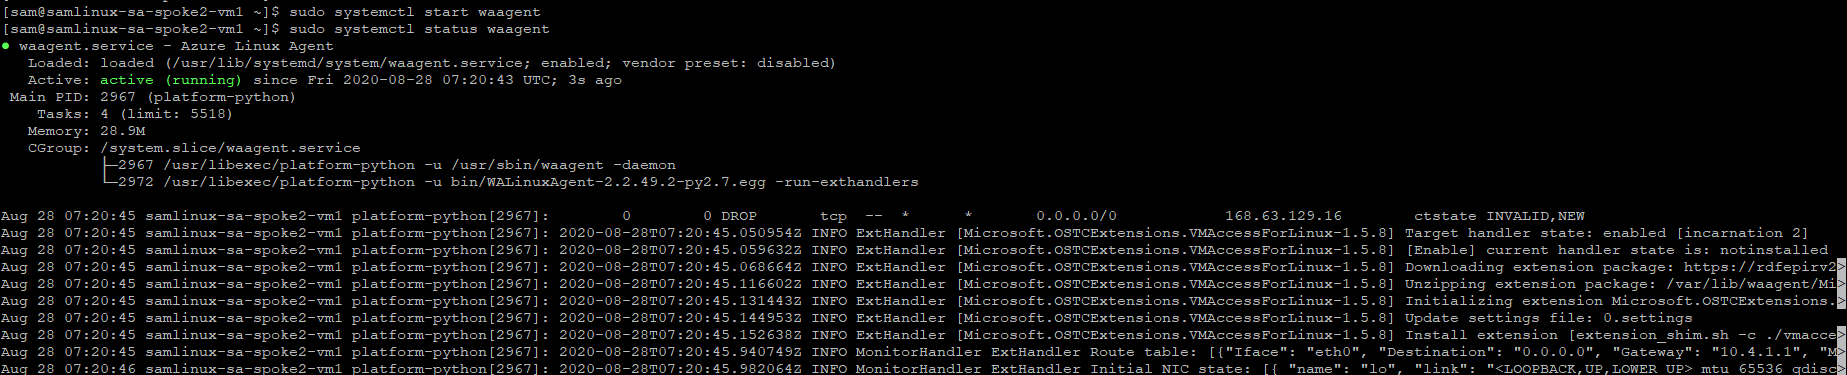 [sam@samlinux-sa-spoke2-vm1 ~]$ sudo systemctl start waagent
[sam@samlinux-sa-spoke2-vm1 ~]$ sudo systemctl status waagent
● waagent.service - Azure Linux Agent
   Loaded: loaded (/usr/lib/systemd/system/waagent.service; enabled; vendor preset: disabled)
   Active: active (running) since Fri 2020-08-28 07:20:43 UTC; 3s ago
 Main PID: 2967 (platform-python)
    Tasks: 4 (limit: 5518)
   Memory: 28.9M
   CGroup: /system.slice/waagent.service
           ├─2967 /usr/libexec/platform-python -u /usr/sbin/waagent -daemon
           └─2972 /usr/libexec/platform-python -u bin/WALinuxAgent-2.2.49.2-py2.7.egg -run-exthandlers
Aug 28 07:20:45 samlinux-sa-spoke2-vm1 platform-python[2967]:        0        0 DROP       tcp  --  *      *       0.0.0.0/0            168.63.129.16        ctstate INVALID,NEW
Aug 28 07:20:45 samlinux-sa-spoke2-vm1 platform-python[2967]: 2020-08-28T07:20:45.050954Z INFO ExtHandler [Microsoft.OSTCExtensions.VMAccessForLinux-1.5.8] Target handler state: enabled [incarnation 2]
Aug 28 07:20:45 samlinux-sa-spoke2-vm1 platform-python[2967]: 2020-08-28T07:20:45.059632Z INFO ExtHandler [Microsoft.OSTCExtensions.VMAccessForLinux-1.5.8] [Enable] current handler state is: notinstalled
Aug 28 07:20:45 samlinux-sa-spoke2-vm1 platform-python[2967]: 2020-08-28T07:20:45.068664Z INFO ExtHandler [Microsoft.OSTCExtensions.VMAccessForLinux-1.5.8] Downloading extension package: https://rdfepirv2>
Aug 28 07:20:45 samlinux-sa-spoke2-vm1 platform-python[2967]: 2020-08-28T07:20:45.116602Z INFO ExtHandler [Microsoft.OSTCExtensions.VMAccessForLinux-1.5.8] Unzipping extension package: /var/lib/waagent/Mi>
Aug 28 07:20:45 samlinux-sa-spoke2-vm1 platform-python[2967]: 2020-08-28T07:20:45.131443Z INFO ExtHandler [Microsoft.OSTCExtensions.VMAccessForLinux-1.5.8] Initializing extension Microsoft.OSTCExtensions.>
Aug 28 07:20:45 samlinux-sa-spoke2-vm1 platform-python[2967]: 2020-08-28T07:20:45.144953Z INFO ExtHandler [Microsoft.OSTCExtensions.VMAccessForLinux-1.5.8] Update settings file: 0.settings
Aug 28 07:20:45 samlinux-sa-spoke2-vm1 platform-python[2967]: 2020-08-28T07:20:45.152638Z INFO ExtHandler [Microsoft.OSTCExtensions.VMAccessForLinux-1.5.8] Install extension [extension_shim.sh -c ./vmacce>
Aug 28 07:20:45 samlinux-sa-spoke2-vm1 platform-python[2967]: 2020-08-28T07:20:45.940749Z INFO MonitorHandler ExtHandler Route table: [{"Iface": "eth0", "Destination": "0.0.0.0", "Gateway": "10.4.1.1", "M>
Aug 28 07:20:46 samlinux-sa-spoke2-vm1 platform-python[2967]: 2020-08-28T07:20:45.982064Z INFO MonitorHandler ExtHandler Initial NIC state: [{ "name": "lo", "link": "<LOOPBACK,UP,LOWER_UP> mtu 65536 qdisc>